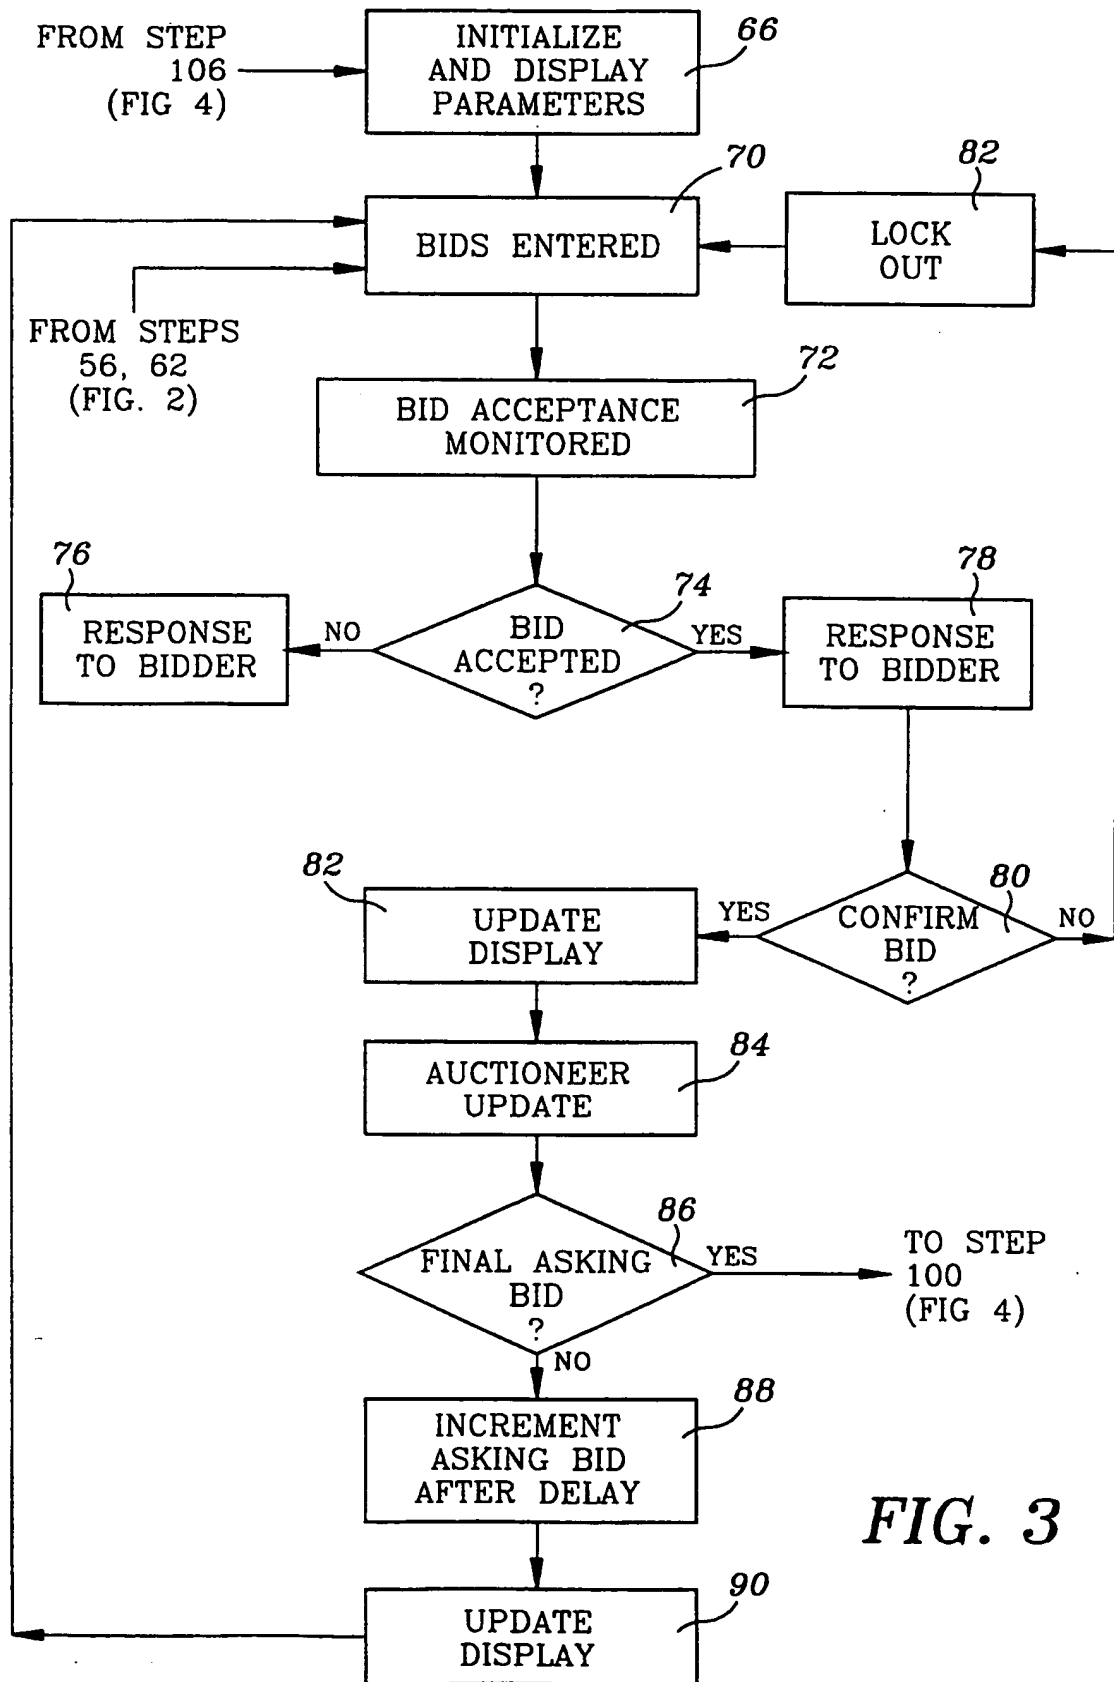 FROM STEP
106
(FIG 4)
INITIALIZE
AND DISPLAY
PARAMETERS
66
70
BIDS ENTERED
82
LOCK
OUT
FROM STEPS
56, 62
(FIG. 2)
72
BID ACCEPTANCE
MONITORED
76
RESPONSE
TO BIDDER
NO
74
BID
ACCEPTED
?
YES
78
RESPONSE
TO BIDDER
82
UPDATE
DISPLAY
YES
80
CONFIRM
BID
?
NO
84
AUCTIONEER
UPDATE
86
FINAL ASKING
BID
?
YES
TO STEP
100
(FIG 4)
NO
88
INCREMENT
ASKING BID
AFTER DELAY
FIG. 3
90
UPDATE
DISPLAY